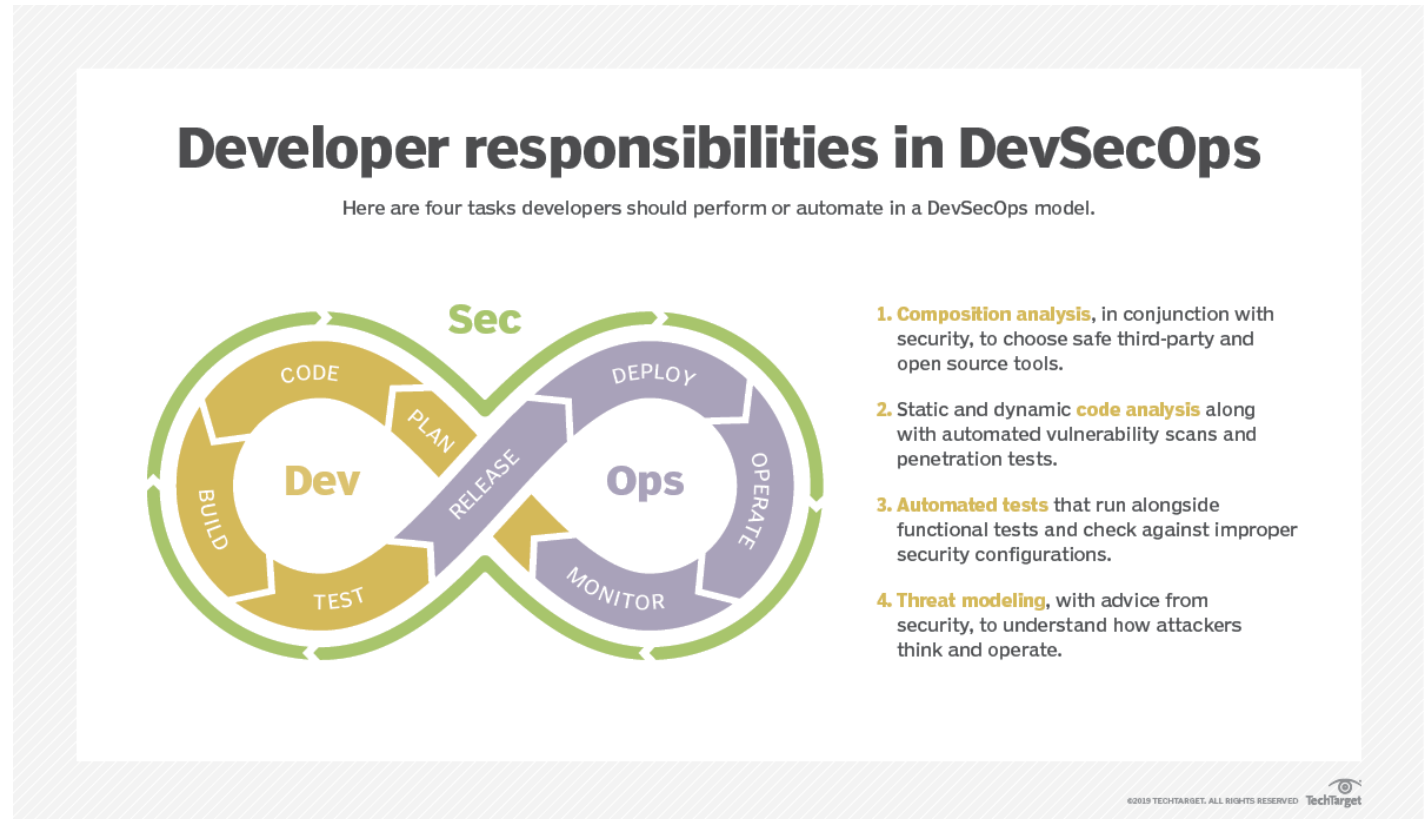 Developer responsibilities in DevSecOps
Here are four tasks developers should perform or automate in a DevSecOps model.
Sec
CODE
PLAN
Dev
BUILD
TEST
RELEASE
DEPLOY
Ops
OPERATE
MONITOR
1. Composition analysis, in conjunction with
security, to choose safe third-party and
open source tools.
2. Static and dynamic code analysis along
with automated vulnerability scans and
penetration tests.
3. Automated tests that run alongside
functional tests and check against improper
security configurations.
4. Threat modeling, with advice from
security, to understand how attackers
think and operate.
©2019 TECHTARGET. ALL RIGHTS RESERVED TechTarget